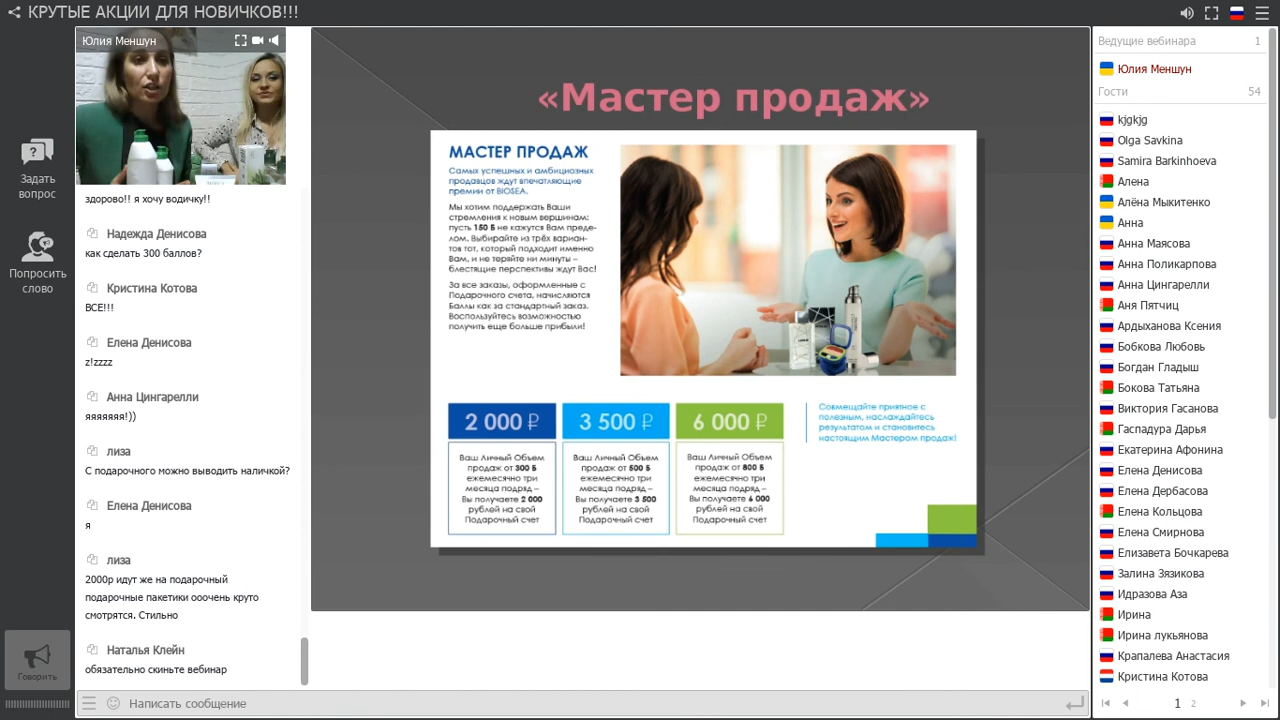 КРУТЫЕ АКЦИИ ДЛЯ НОВИЧКОВ!!!
Задать
вопрос
Попросить
слово
Говорить
Юлия Меншун
здорово!! я хочу водичку!!
Надежда Денисова
как сделать 300 баллов?
Кристина Котова
ВСЕ!!!
Елена Денисова
z!zzzz
Анна Цингарелли
яяяяяяя!))
лиза
С подарочного можно выводить наличкой?
Елена Денисова
я
лиза
2000р идут же на подарочный
подарочные пакетики ооочень круто
смотрятся. Стильно
Наталья Клейн
обязательно скиньте вебинар
Написать сообщение
«Мастер продаж»
МАСТЕР ПРОДАЖ
Самых успешных и амбициозных
продавцов ждут впечатляющие
премии от BIOSEA.
Мы хотим поддержать Ваши
стремления к новым вершинам:
пусть 150 Б не кажутся Вам преде-
лом. Выбирайте из трёх вариан-
тов тот, который подходит именно
Вам, и не теряйте ни минуты –
блестящие перспективы ждут Вас!
За все заказы, оформленные с
Подарочного счета, начисляются
Баллы как за стандартный заказ.
Воспользуйтесь возможностью
получить еще больше прибыли!
2 000 ₽
Ваш Личный Объем
продаж от 300 Б
ежемесячно три
месяца подряд –
Вы получаете 2 000
рублей на свой
Подарочный счет
3 500 ₽
Ваш Личный Объем
продаж от 500 Б
ежемесячно три
месяца подряд –
Вы получаете 3 500
рублей на свой
Подарочный счет
6 000 ₽
Ваш Личный Объем
продаж от 800 Б
ежемесячно три
месяца подряд –
Вы получаете 6 000
рублей на свой
Подарочный счет
Совмещайте приятное с
полезным, наслаждайтесь
результатом и становитесь
настоящим Мастером продаж!
Ведущие вебинара 1
Юлия Меншун
Гости 54
kjgkjg
Olga Savkina
Samira Barkinhoeva
Алена
Алёна Мыкитенко
Анна
Анна Маясова
Анна Поликарпова
Анна Цингарелли
Аня Пятчиц
Ардыханова Ксения
Бобкова Любовь
Богдан Гладыш
Бокова Татьяна
Виктория Гасанова
Гаспадура Дарья
Екатерина Афонина
Елена Денисова
Елена Дербасова
Елена Кольцова
Елена Смирнова
Елизавета Бочкарева
Залина Зязикова
Идразова Аза
Ирина
Ирина лукьянова
Крапалева Анастасия
Кристина Котова
1 2